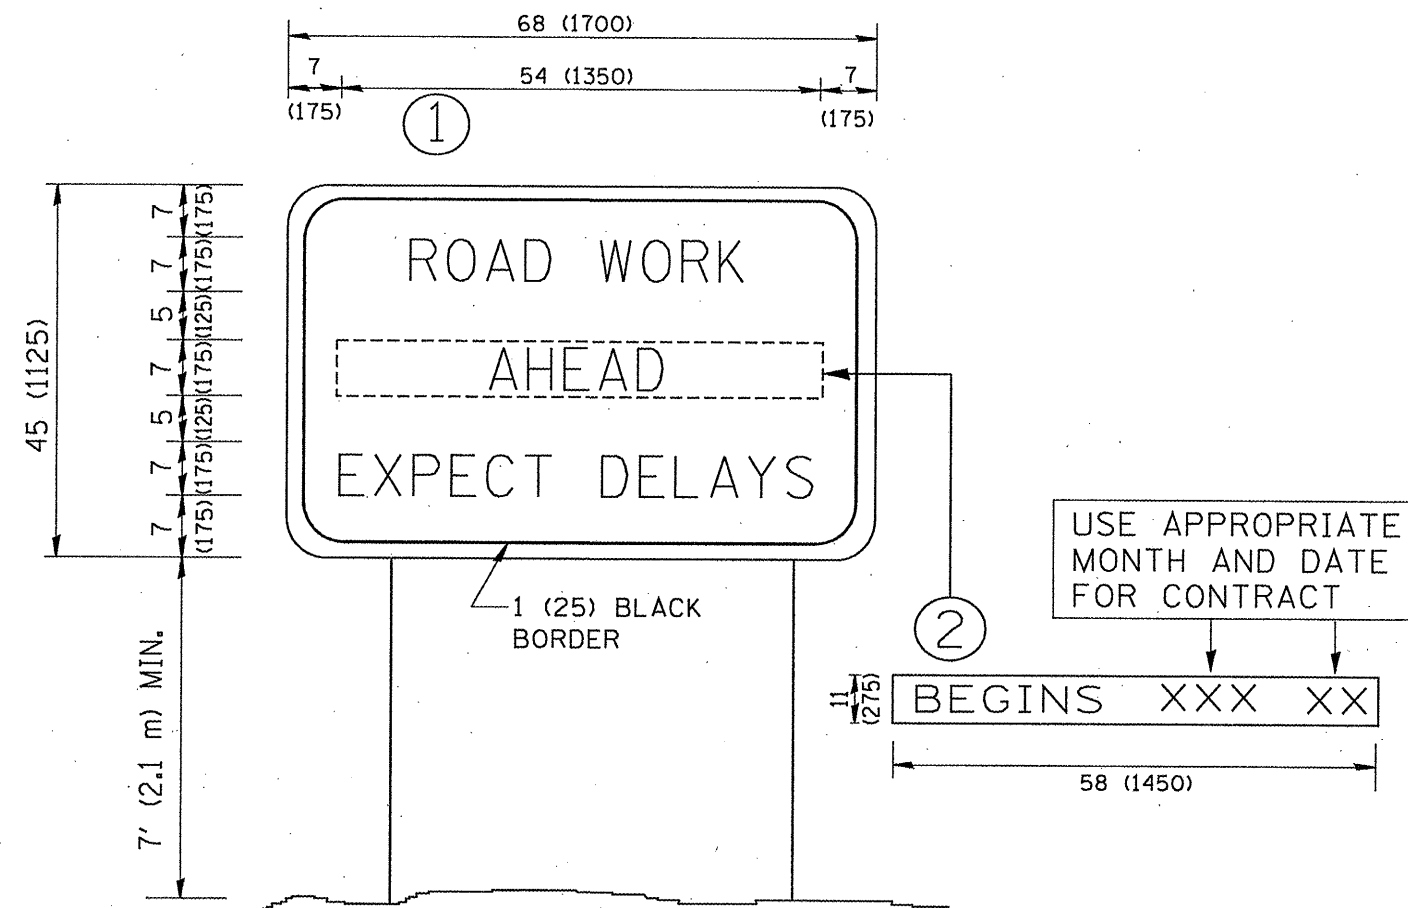 68 (1700)
7 54 (1350) 7
(175) (175)
1
ROAD WORK
AHEAD
EXPECT DELAYS
45 (1125)
7 (175)
7 (175)
5 (125)
7 (175)
5 (125)
7 (175)
7 (175)
7' (2.1 m) MIN.
1 (25) BLACK
BORDER
USE APPROPRIATE
MONTH AND DATE
FOR CONTRACT
2
11
(275)
BEGINS XXX XX
58 (1450)